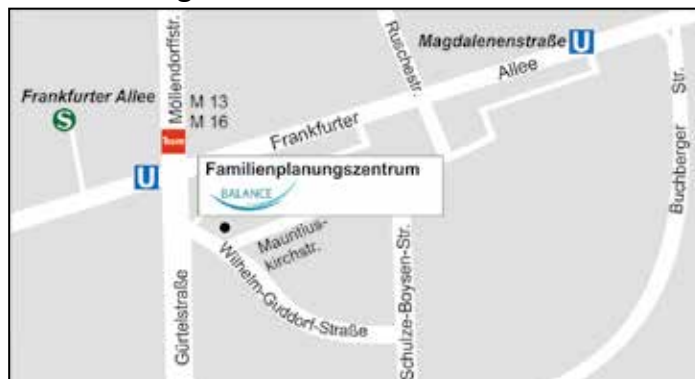 Möllendorffstr.
Ruschestr.
Magdalenenstraße U
Allee
Buchberger Str.
Frankfurter Allee
S
M 13
M 16
Tram
Frankfurter
U
Familienplanungszentrum
BALANCE
Mauritius-
kirchstr.
Wilhelm-Guddorf-Straße
Gürtelstraße
Schulze-Boysen-Str.